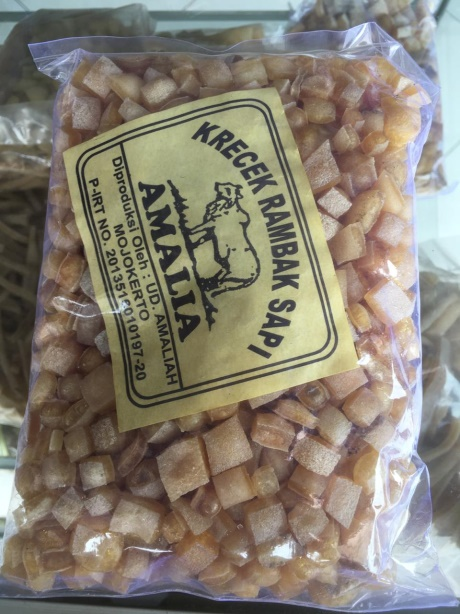 KRECEK RAMBAK SAPI
AMALIA
Diproduksi Oleh : UD. AMALIAH
MOJOKERTO
P-IRT NO. 2013516010197-20